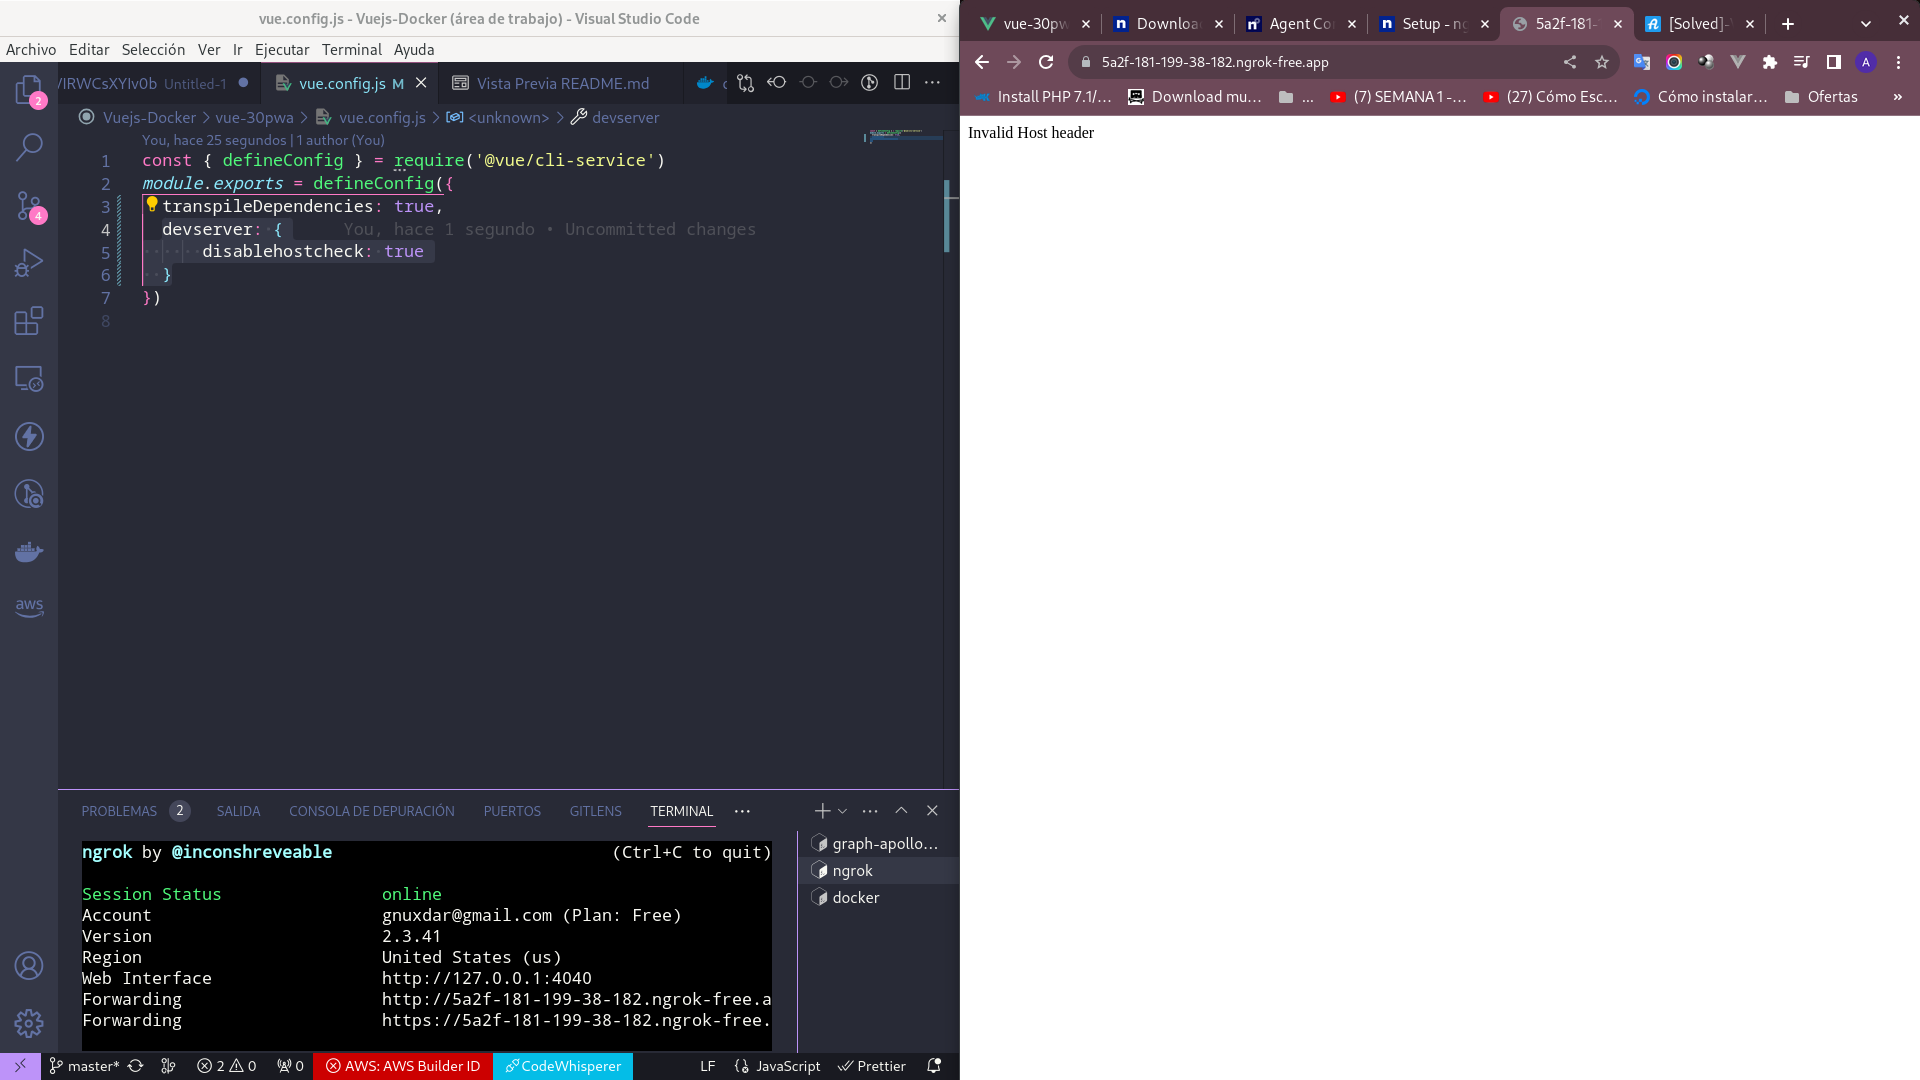 vue.config.js - Vuejs-Docker (área de trabajo) - Visual Studio Code
Archivo Editar Selección Ver Ir Ejecutar Terminal Ayuda
/IRWCsXYIv0b Untitled-1
vue.config.js M
Vista Previa README.md
Vuejs-Docker > vue-30pwa > vue.config.js > <unknown> > devserver
You, hace 25 segundos | 1 author (You)
1 const { defineConfig } = require('@vue/cli-service')
2 module.exports = defineConfig({
3 transpileDependencies: true,
4 devserver: { You, hace 1 segundo • Uncommitted changes
5 disablehostcheck: true
6 }
7 })
8
PROBLEMAS 2 SALIDA CONSOLA DE DEPURACIÓN PUERTOS GITLENS TERMINAL
ngrok by @inconshreveable (Ctrl+C to quit)
Session Status online
Account gnuxdar@gmail.com (Plan: Free)
Version 2.3.41
Region United States (us)
Web Interface http://127.0.0.1:4040
Forwarding http://5a2f-181-199-38-182.ngrok-free.a
Forwarding https://5a2f-181-199-38-182.ngrok-free.
graph-apollo...
ngrok
docker
2
4
aws
master* 2 0 0 AWS: AWS Builder ID CodeWhisperer LF JavaScript Prettier
vue-30pw Downloa Agent Co Setup - ng 5a2f-181- [Solved]-
5a2f-181-199-38-182.ngrok-free.app
A
Install PHP 7.1/... Download mu... ... (7) SEMANA 1 -... (27) Cómo Esc... Cómo instalar... Ofertas »
Invalid Host header